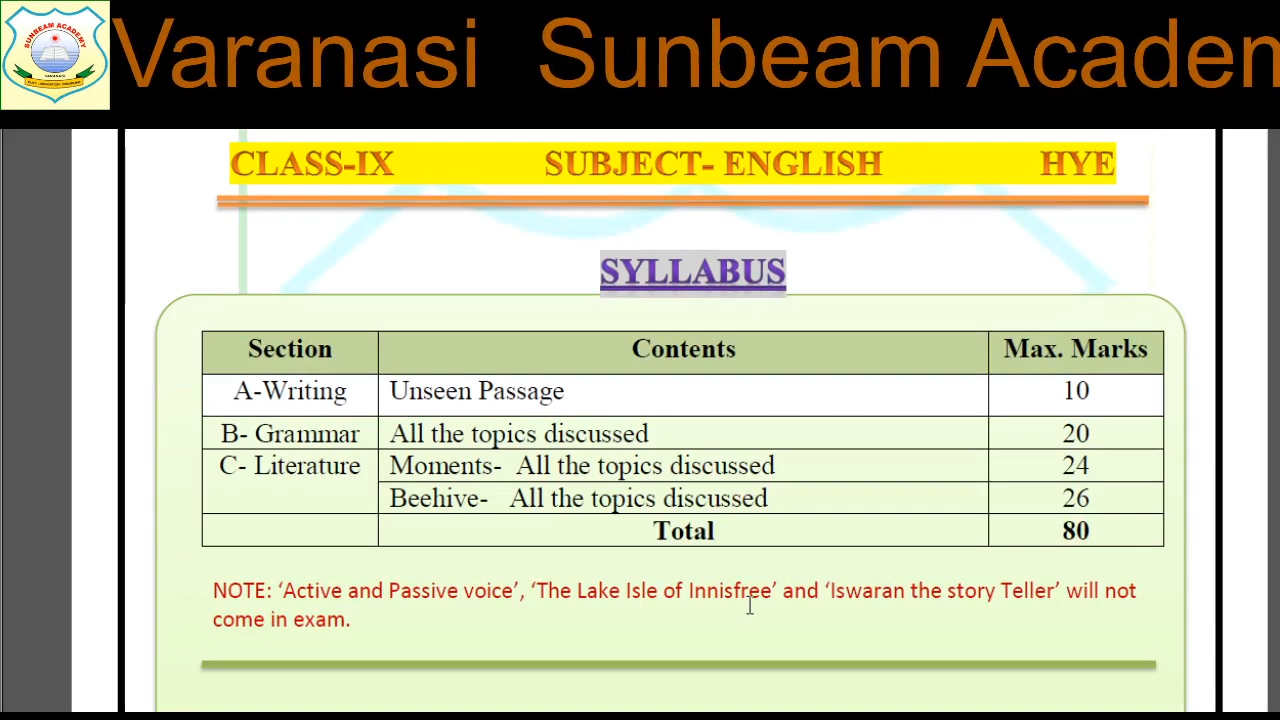 SUNBEAM ACADEMY
VARANASI
Varanasi Sunbeam Academ
CLASS-IX SUBJECT- ENGLISH HYE
SYLLABUS
Section Contents Max. Marks
A-Writing Unseen Passage 10
B- Grammar All the topics discussed 20
C- Literature Moments- All the topics discussed 24
Beehive- All the topics discussed 26
Total 80
NOTE: ‘Active and Passive voice’, ‘The Lake Isle of Innisfree’ and ‘Iswaran the story Teller’ will not
come in exam.